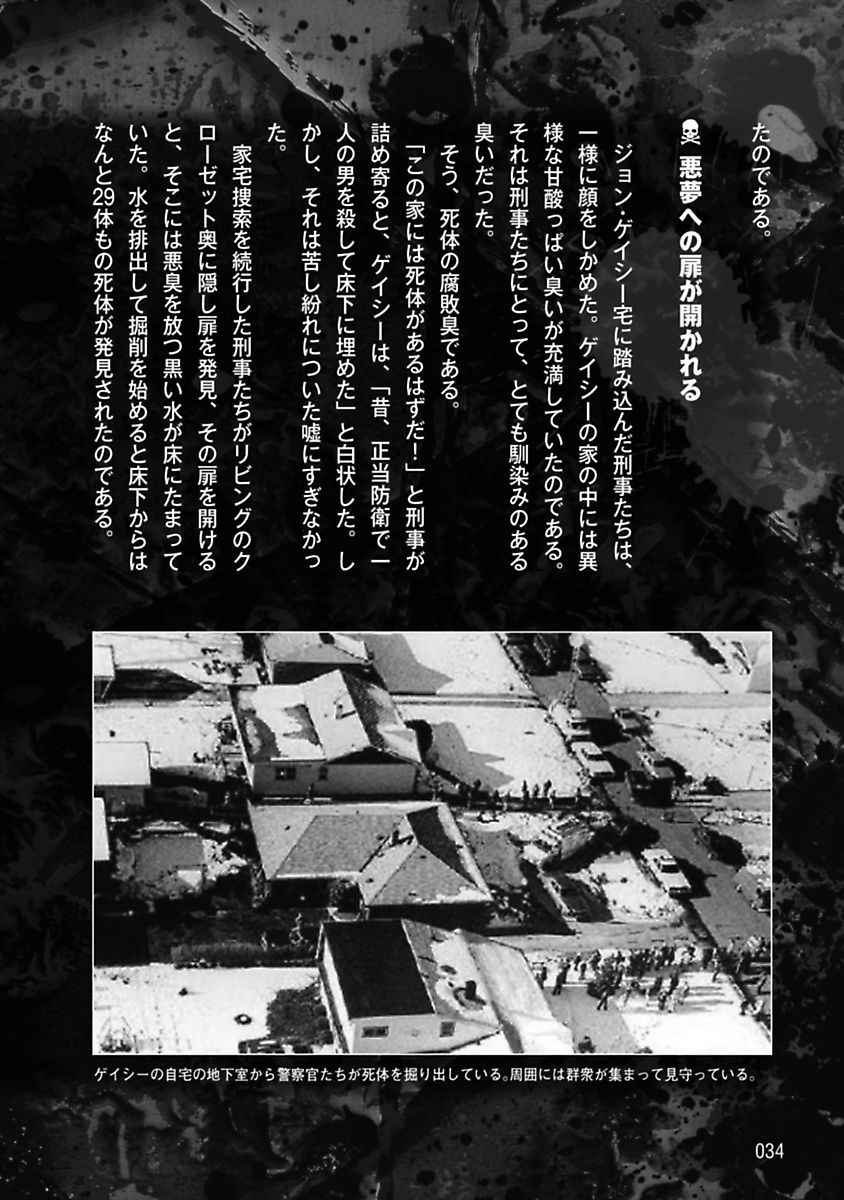 たのである。
悪夢への扉が開かれる
ジョン・ゲイシー宅に踏み込んだ刑事たちは、
一様に顔をしかめた。ゲイシーの家の中には異
様な甘酸っぱい臭いが充満していたのである。
それは刑事たちにとって、とても馴染みのある
臭いだった。
そう、死体の腐敗臭である。
「この家には死体があるはずだ！」と刑事が
詰め寄ると、ゲイシーは、「昔、正当防衛で一
人の男を殺して床下に埋めた」と白状した。し
かし、それは苦し紛れについた嘘にすぎなかっ
た。
家宅捜索を続行した刑事たちがリビングのク
ローゼット奥に隠し扉を発見、その扉を開ける
と、そこには悪臭を放つ黒い水が床にたまって
いた。水を排出して掘削を始めると床下からは
なんと29体もの死体が発見されたのである。
ゲイシーの自宅の地下室から警察官たちが死体を掘り出している。周囲には群衆が集まって見守っている。
034